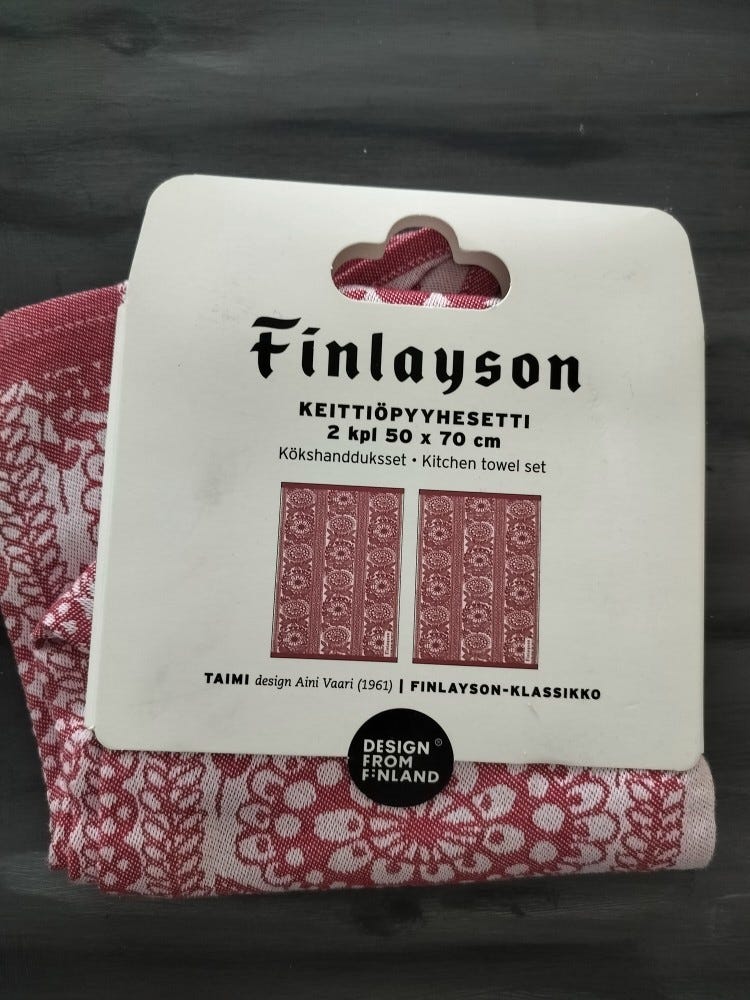 Finlayson
KEITTIÖPYYHESETTI
2 kpl 50 x 70 cm
Kökshandduksset • Kitchen towel set
TAIMI design Aini Vaari (1961) | FINLAYSON-KLASSIKKO
DESIGN ®
FROM
F:NLAND